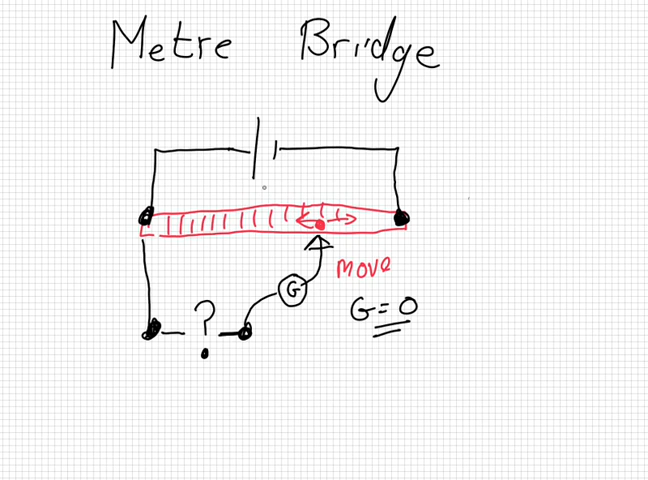 Metre Bridge
G
MOVE
G = 0
?